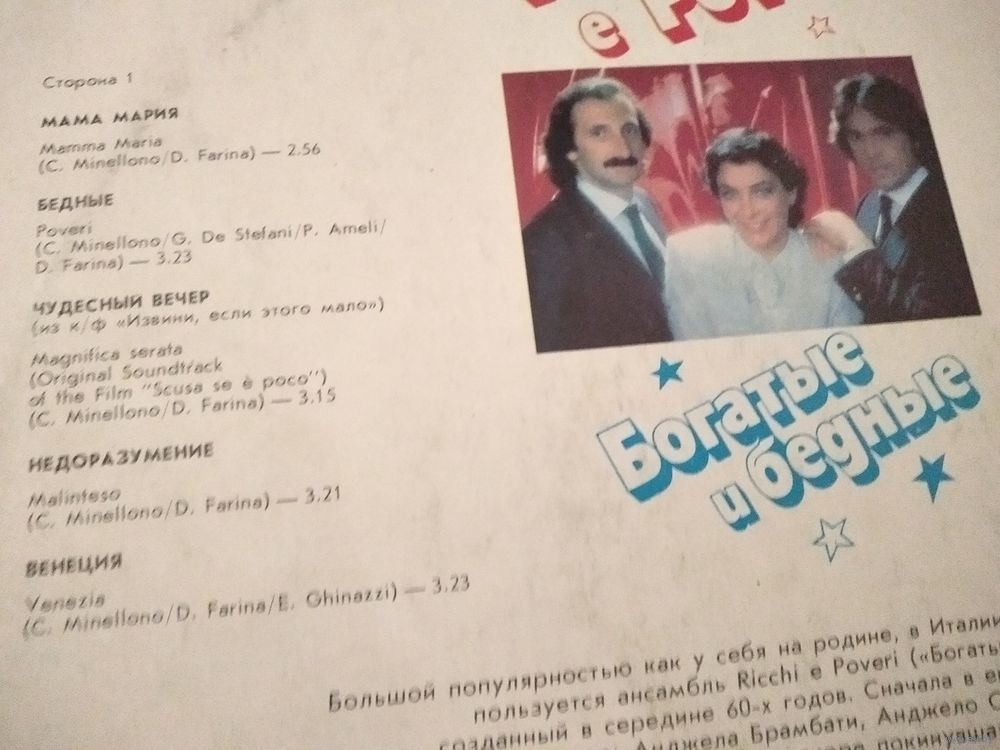 е
Сторона 1
МАМА МАРИЯ
Mamma Maria
(C. Minellono/D. Farina) — 2.56
БЕДНЫЕ
Poveri
(C. Minellono/G. De Stefani/P. Ameli/
D. Farina) — 3.23
ЧУДЕСНЫЙ ВЕЧЕР
(из к/ф «Извини, если этого мало»)
Magnifica serata
(Original Soundtrack
of the Film "Scusa se è poco")
(C. Minellono/D. Farina) — 3.15
НЕДОРАЗУМЕНИЕ
Malinteso
(C. Minellono/D. Farina) — 3.21
ВЕНЕЦИЯ
Venezia
(C. Minellono/D. Farina/E. Ghinazzi) — 3.23
Богатые
и бедные
Большой популярностью как у себя на родине, в Италии
пользуется ансамбль Ricchi e Poveri («Богаты
созданный в середине 60-х годов. Сначала в е
Анджела Брамбати, Анджело С
покинувша